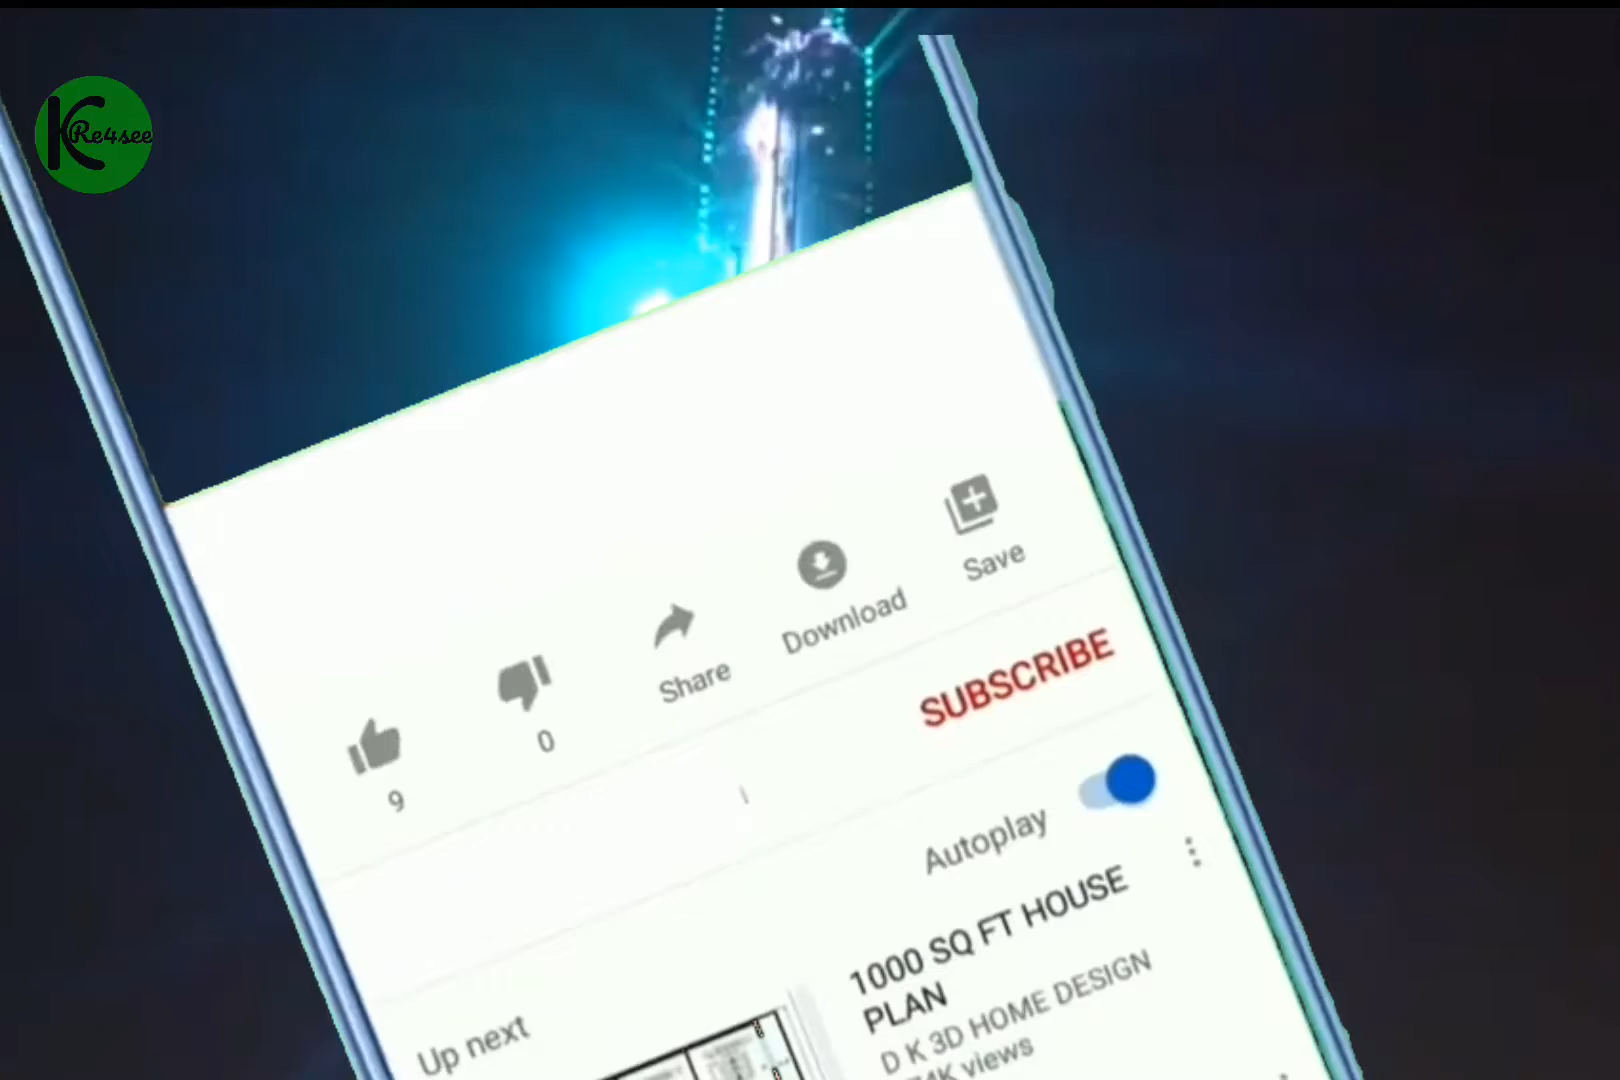 KRe4see
Save
Download
Share
0
9
SUBSCRIBE
Autoplay
1000 SQ FT HOUSE
PLAN
D K 3D HOME DESIGN
views
Up next